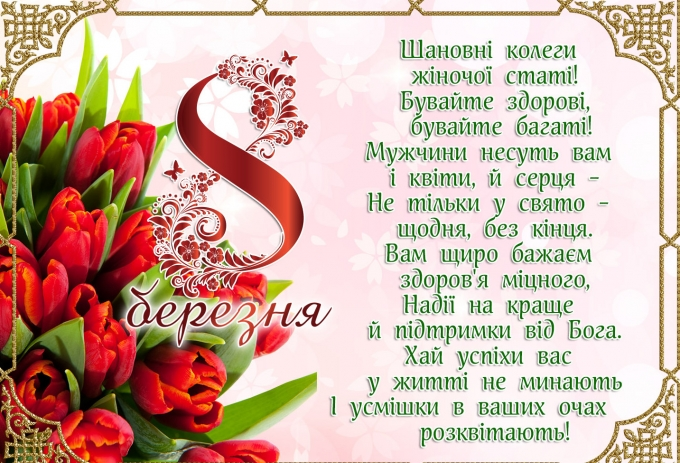 8
березня
Шановні колеги
жіночої статі!
Бувайте здорові,
бувайте багаті!
Мужчини несуть вам
і квіти, й серця -
Не тільки у свято -
щодня, без кінця.
Вам щиро бажаєм
здоров'я міцного,
Надії на краще
й підтримки від Бога.
Хай успіхи вас
у житті не минають
І усмішки в ваших очах
розквітають!